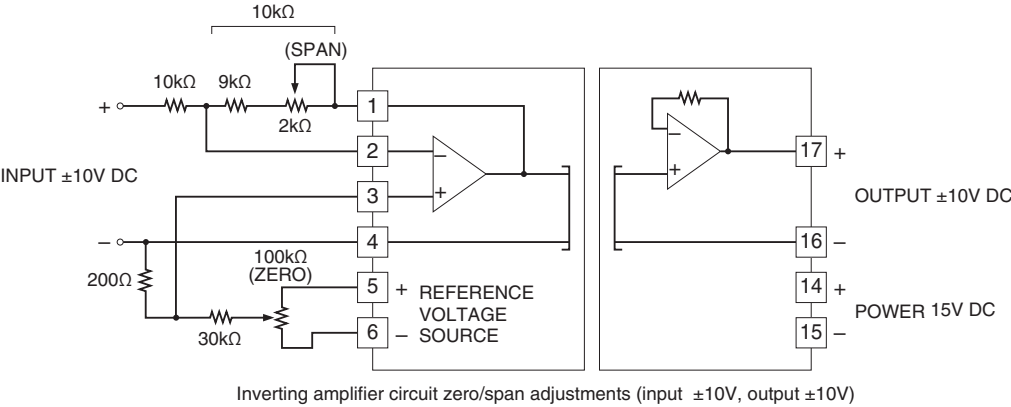 10kΩ
(SPAN)
10kΩ 9kΩ
+ 1
2kΩ
2 − 17 +
INPUT ±10V DC
3 +
− +
OUTPUT ±10V DC
− 4 16 −
100kΩ
(ZERO)
200Ω
5 + REFERENCE
VOLTAGE
6 − SOURCE
14 +
POWER 15V DC
15 −
30kΩ
Inverting amplifier circuit zero/span adjustments (input ±10V, output ±10V)